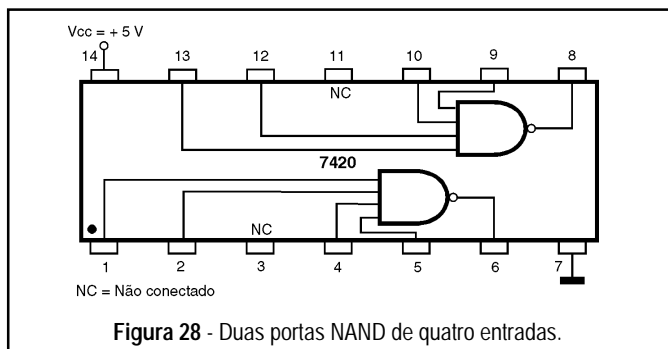 Vcc = + 5 V
14 13 12 11 10 9 8
NC
7420
NC
1 2 3 4 5 6 7
NC = Não conectado
Figura 28 - Duas portas NAND de quatro entradas.